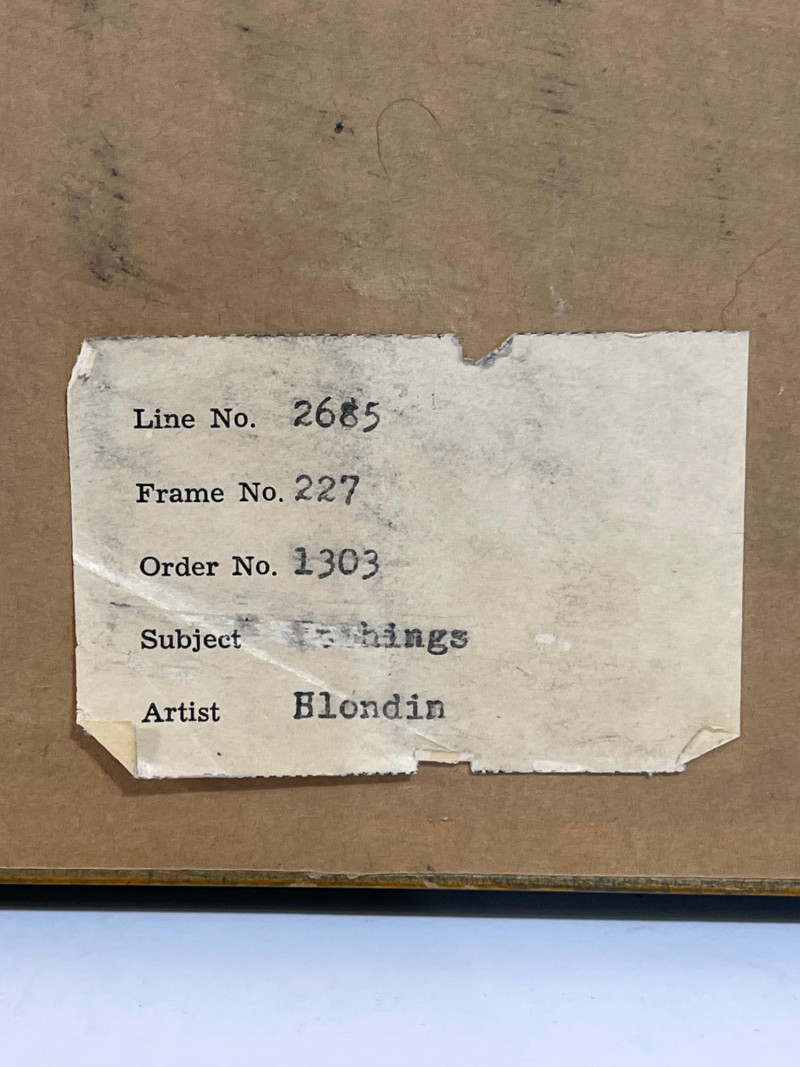 Line No. 2685
Frame No. 227
Order No. 1303
Subject
Artist Blondin